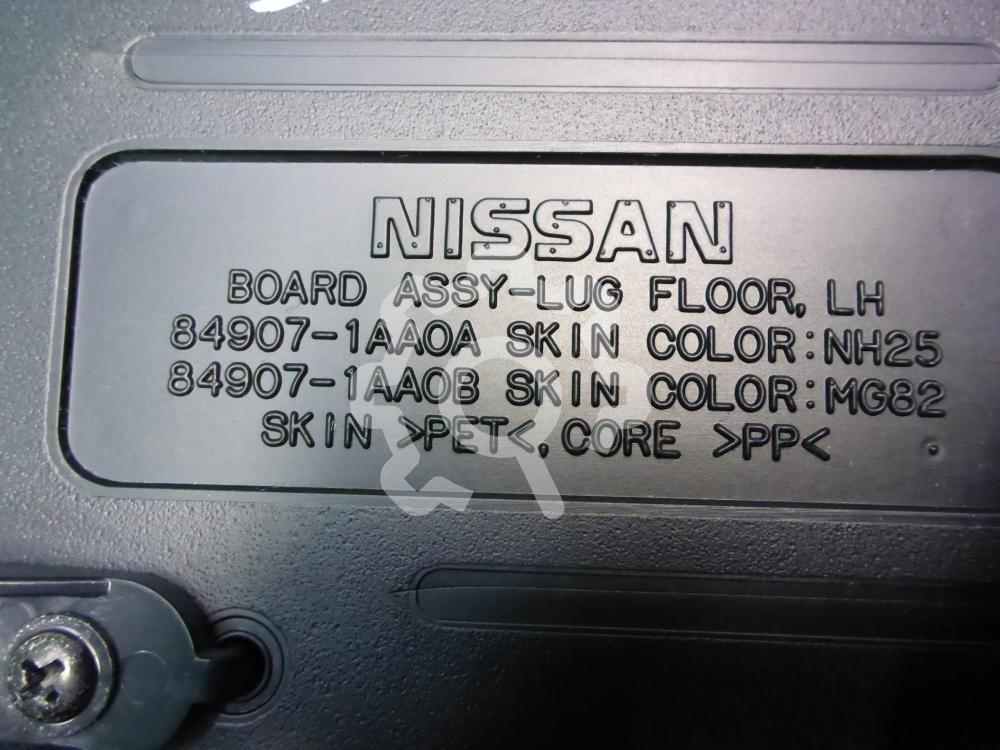 NISSAN
BOARD ASSY-LUG FLOOR, LH
84907-1AA0A SKIN COLOR:NH25
84907-1AA0B SKIN COLOR:MG82
SKIN >PET<, CORE >PP<